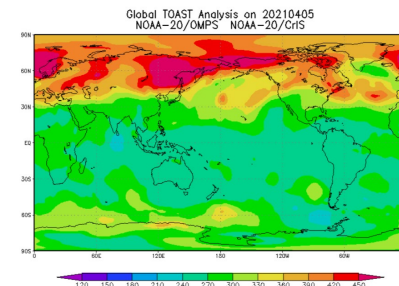 Global TOAST Analysis on 20210405
NOAA-20/OMPS NOAA-20/CrIS
90N
60N
30N
EQ
30S
60S
90S
0 60E 120E 180 120W 60W
120 150 180 210 240 270 300 330 360 390 420 450